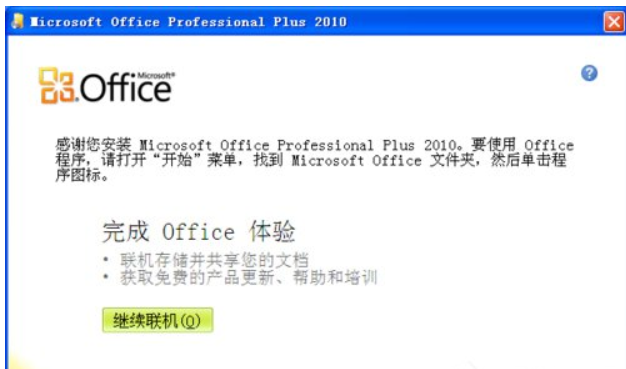 Microsoft Office Professional Plus 2010
Microsoft®
Office
感谢您安装 Microsoft Office Professional Plus 2010。要使用 Office
程序，请打开“开始”菜单，找到 Microsoft Office 文件夹，然后单击程
序图标。
完成 Office 体验
• 联机存储并共享您的文档
• 获取免费的产品更新、帮助和培训
继续联机(O)